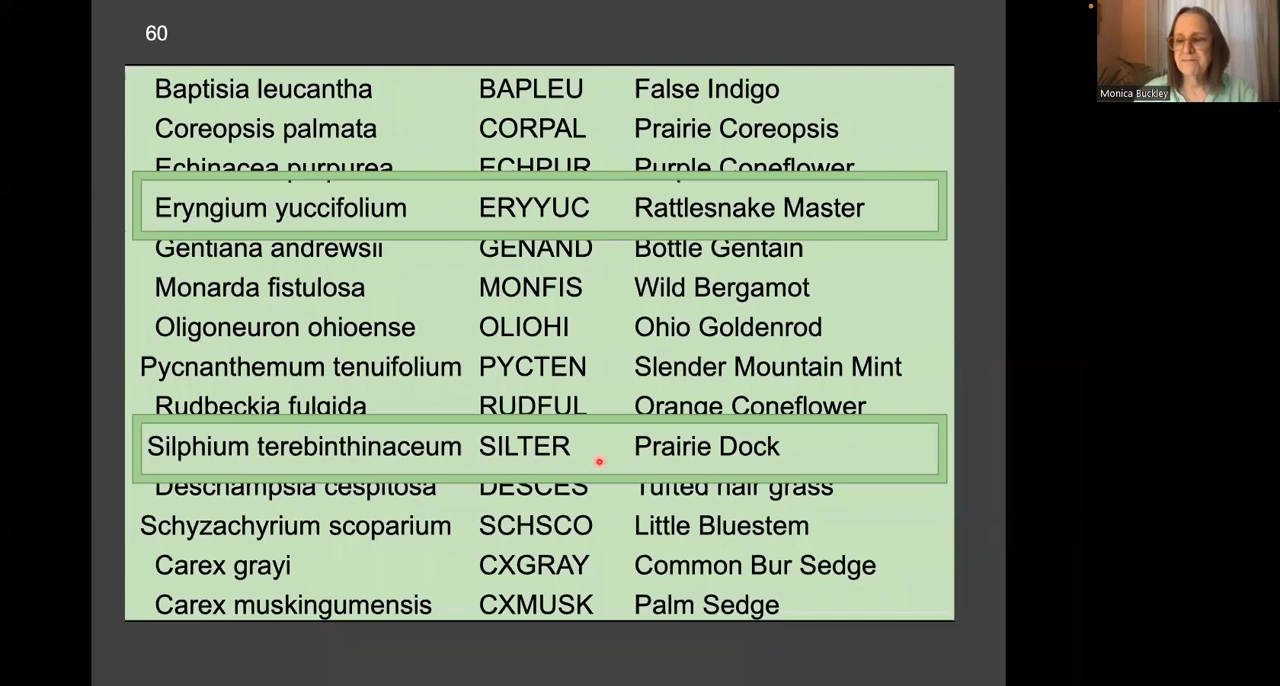 60
Baptisia leucantha BAPLEU False Indigo
Coreopsis palmata CORPAL Prairie Coreopsis
Echinacea purpurea ECHPUR Purple Coneflower
Eryngium yuccifolium ERYYUC Rattlesnake Master
Gentiana andrewsii GENAND Bottle Gentain
Monarda fistulosa MONFIS Wild Bergamot
Oligoneuron ohioense OLIOHI Ohio Goldenrod
Pycnanthemum tenuifolium PYCTEN Slender Mountain Mint
Rudbeckia fulgida RUDFUL Orange Coneflower
Silphium terebinthinaceum SILTER Prairie Dock
Deschampsia cespitosa DESCES Tufted hair grass
Schyzachyrium scoparium SCHSCO Little Bluestem
Carex grayi CXGRAY Common Bur Sedge
Carex muskingumensis CXMUSK Palm Sedge
Monica Buckley